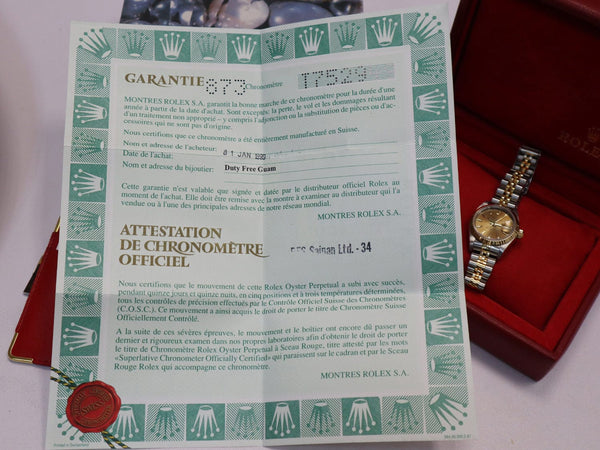 GARANTIE
873
Chronomètre
T7529
MONTRES ROLEX S.A. garantit la bonne marche de ce chronomètre pour la durée d'une
année à partir de la date d'achat. Sont exceptés, la perte, le vol et les dommages résultant
d'un traitement non approprié – y compris l'adjonction ou la substitution de pièces ou d'ac-
cessoires qui ne sont pas d'origine.
Nous certifions que ce chronomètre a été entièrement manufacturé en Suisse.
Nom et adresse de l'acheteur:
Date de l'achat: 01 JAN
Nom et adresse du bijoutier: Duty Free Guam
Cette garantie n'est valable que signée et datée par le distributeur officiel Rolex au
moment de l'achat. Elle doit être remise avec la montre à examiner au distributeur qui l'a
vendue ou à l'une des principales adresses de notre réseau mondial.
MONTRES ROLEX S.A.
ATTESTATION
DE CHRONOMÈTRE
OFFICIEL
Saipan Ltd. - 34
Nous certifions que le mouvement de cette Rolex Oyster Perpetual a subi avec succès,
pendant quinze jours et quinze nuits, en cinq positions et à trois températures déterminées,
tous les contrôles de précision effectués par le Contrôle Officiel Suisse des Chronomètres
(C.O.S.C.). Ce mouvement a ainsi acquis le droit de porter le titre de Chronomètre Suisse
Officiellement Contrôlé.
A la suite de ces sévères épreuves, le mouvement et le boîtier ont encore dû passer un
dernier et rigoureux examen dans nos propres laboratoires afin d'obtenir le droit de porter
le titre de Chronomètre Rolex Oyster Perpetual à Sceau Rouge, titre attesté par les mots
«Superlative Chronometer Officially Certified» qui paraissent sur le cadran et par le Sceau
Rouge Rolex qui accompagne ce chronomètre.
MONTRES ROLEX S.A.
Printed in Switzerland
ROLEX